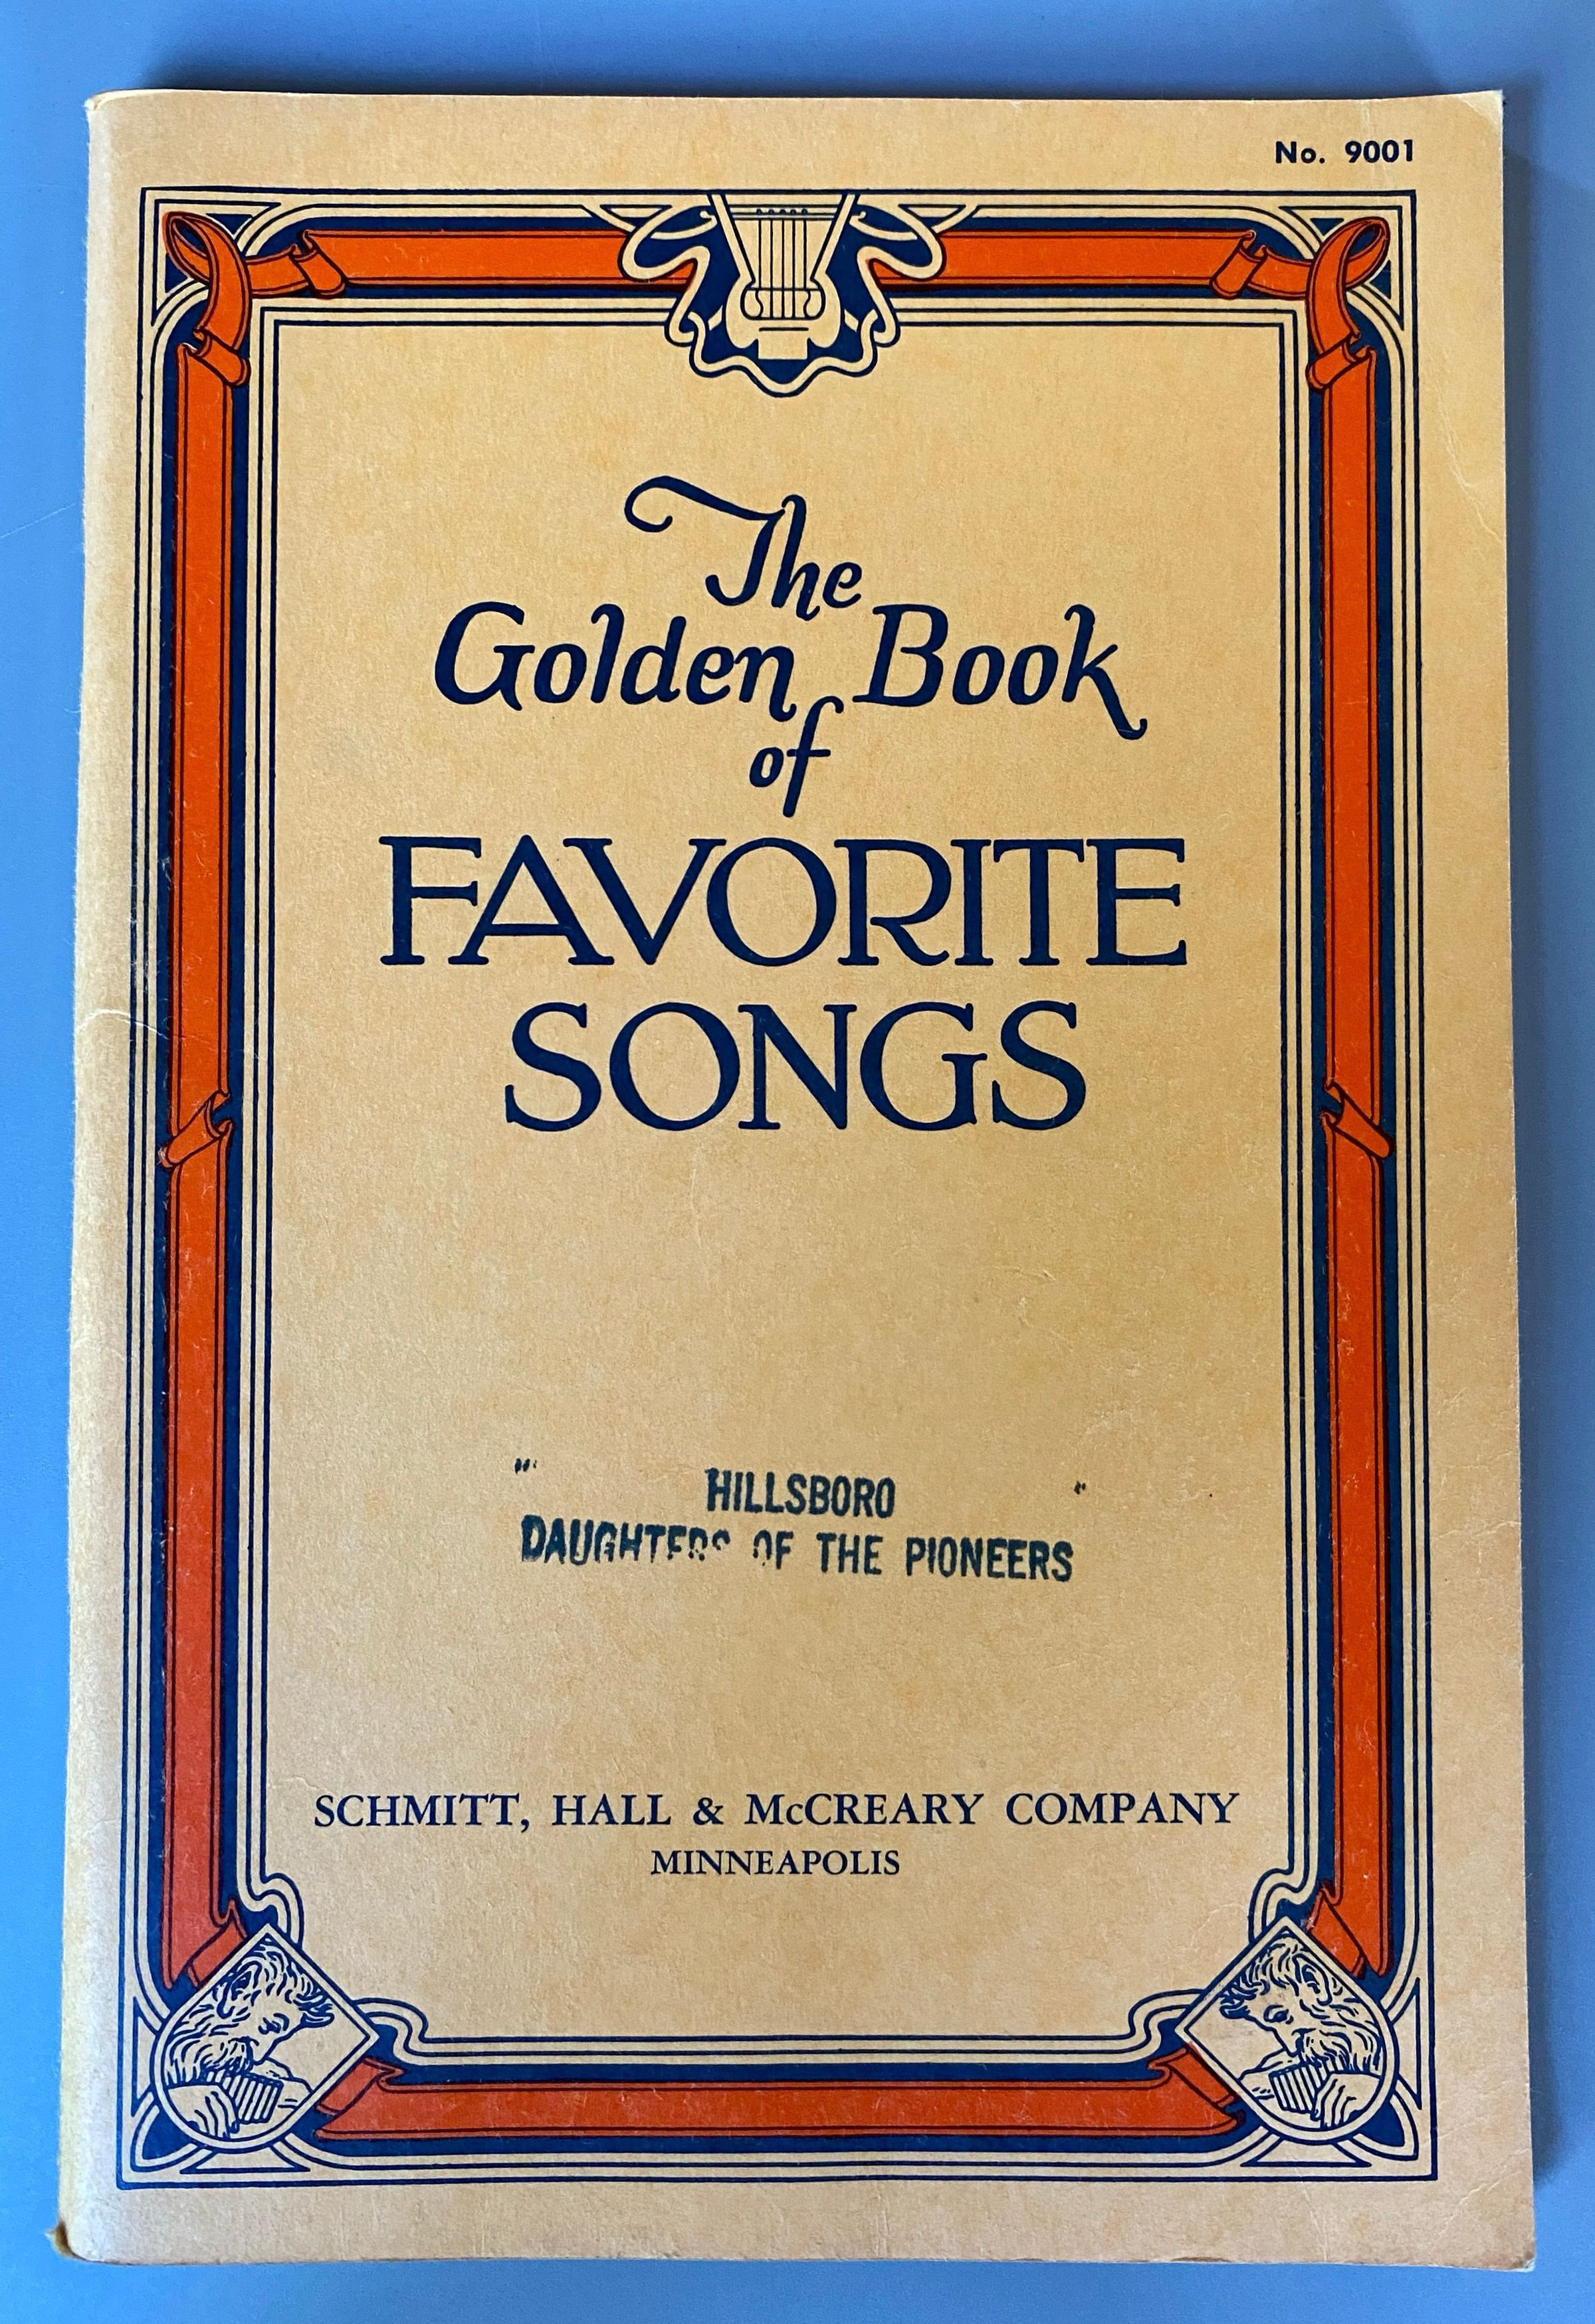 No. 9001
The
Golden Book
of
FAVORITE
SONGS
HILLSBORO
DAUGHTERS OF THE PIONEERS
SCHMITT, HALL & McCREARY COMPANY
MINNEAPOLIS